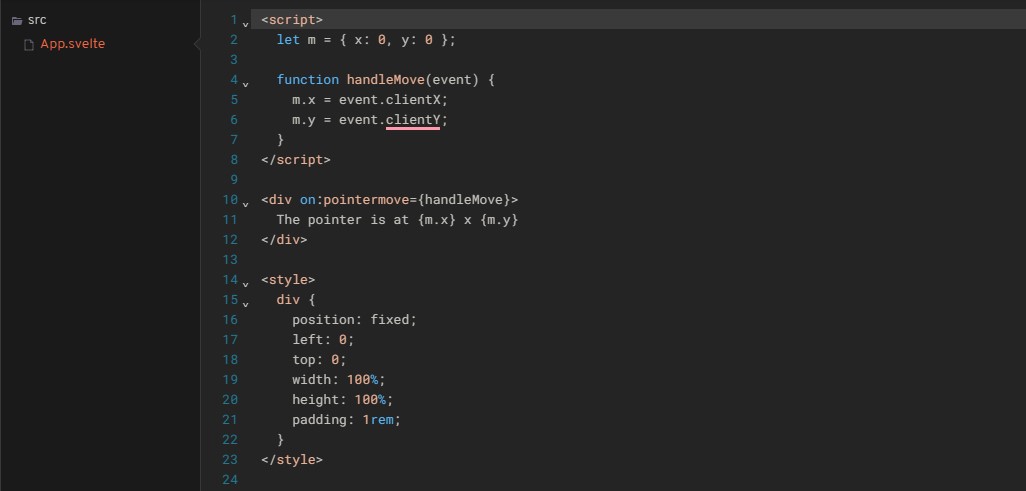 src
App.svelte
1 <script>
2 let m = { x: 0, y: 0 };
3
4 function handleMove(event) {
5 m.x = event.clientX;
6 m.y = event.clientY;
7 }
8 </script>
9
10 <div on:pointermove={handleMove}>
11 The pointer is at {m.x} x {m.y}
12 </div>
13
14 <style>
15 div {
16 position: fixed;
17 left: 0;
18 top: 0;
19 width: 100%;
20 height: 100%;
21 padding: 1rem;
22 }
23 </style>
24